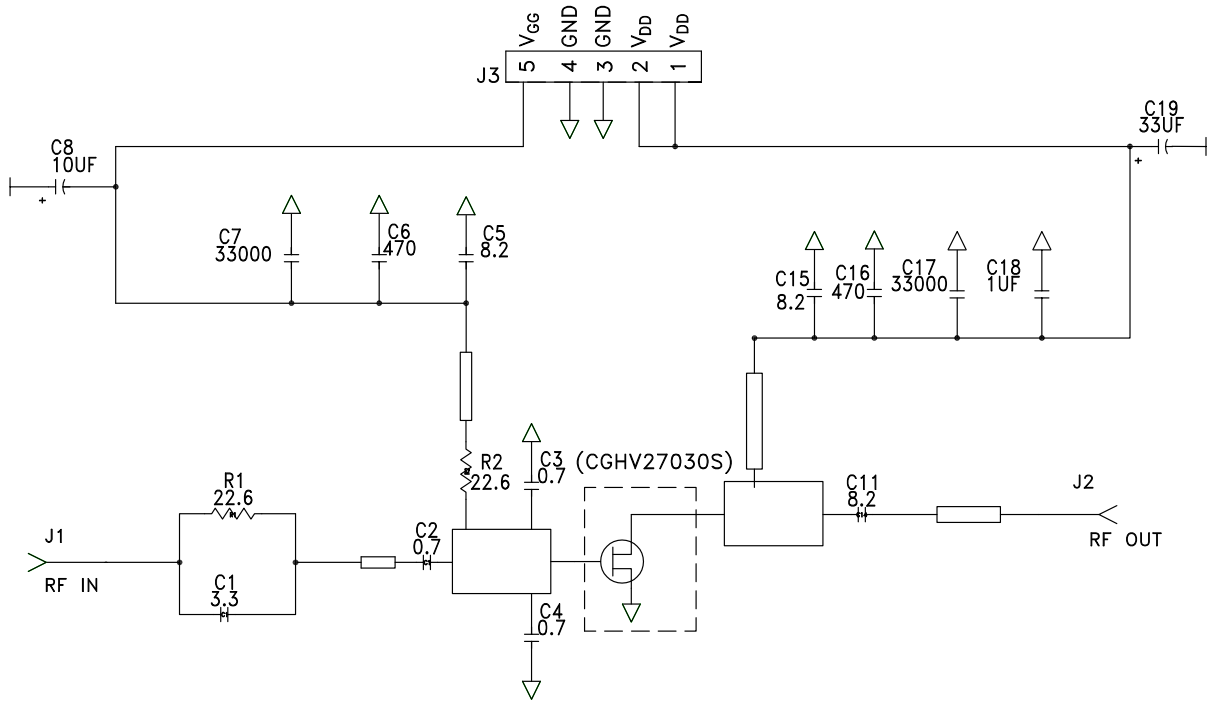 VGG
GND
GND
VDD
VDD
J3
5
4
3
2
1
C8
10UF
+
C19
33UF
+
C7
33000
C6
470
C5
8.2
C15
8.2
C16
470
C17
33000
C18
1UF
R2
22.6
C3
0.7
(CGHV27030S)
R1
22.6
C11
8.2
J2
RF OUT
J1
RF IN
C2
0.7
C1
3.3
C4
0.7